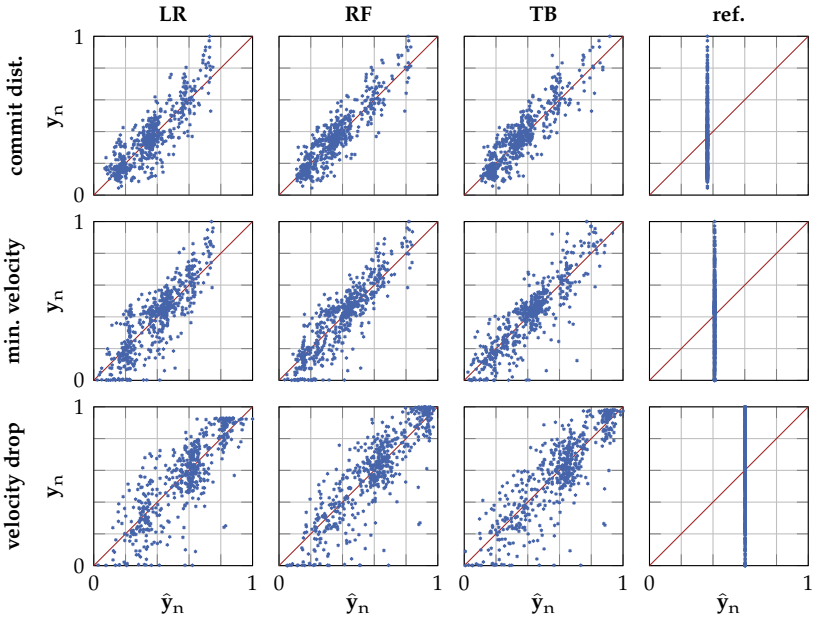 LR RF TB ref.
commit dist. yₙ 1 0
min. velocity yₙ 1 0
velocity drop yₙ 1 0
0 1 0 1 0 1 0 1
ŷₙ ŷₙ ŷₙ ŷₙ